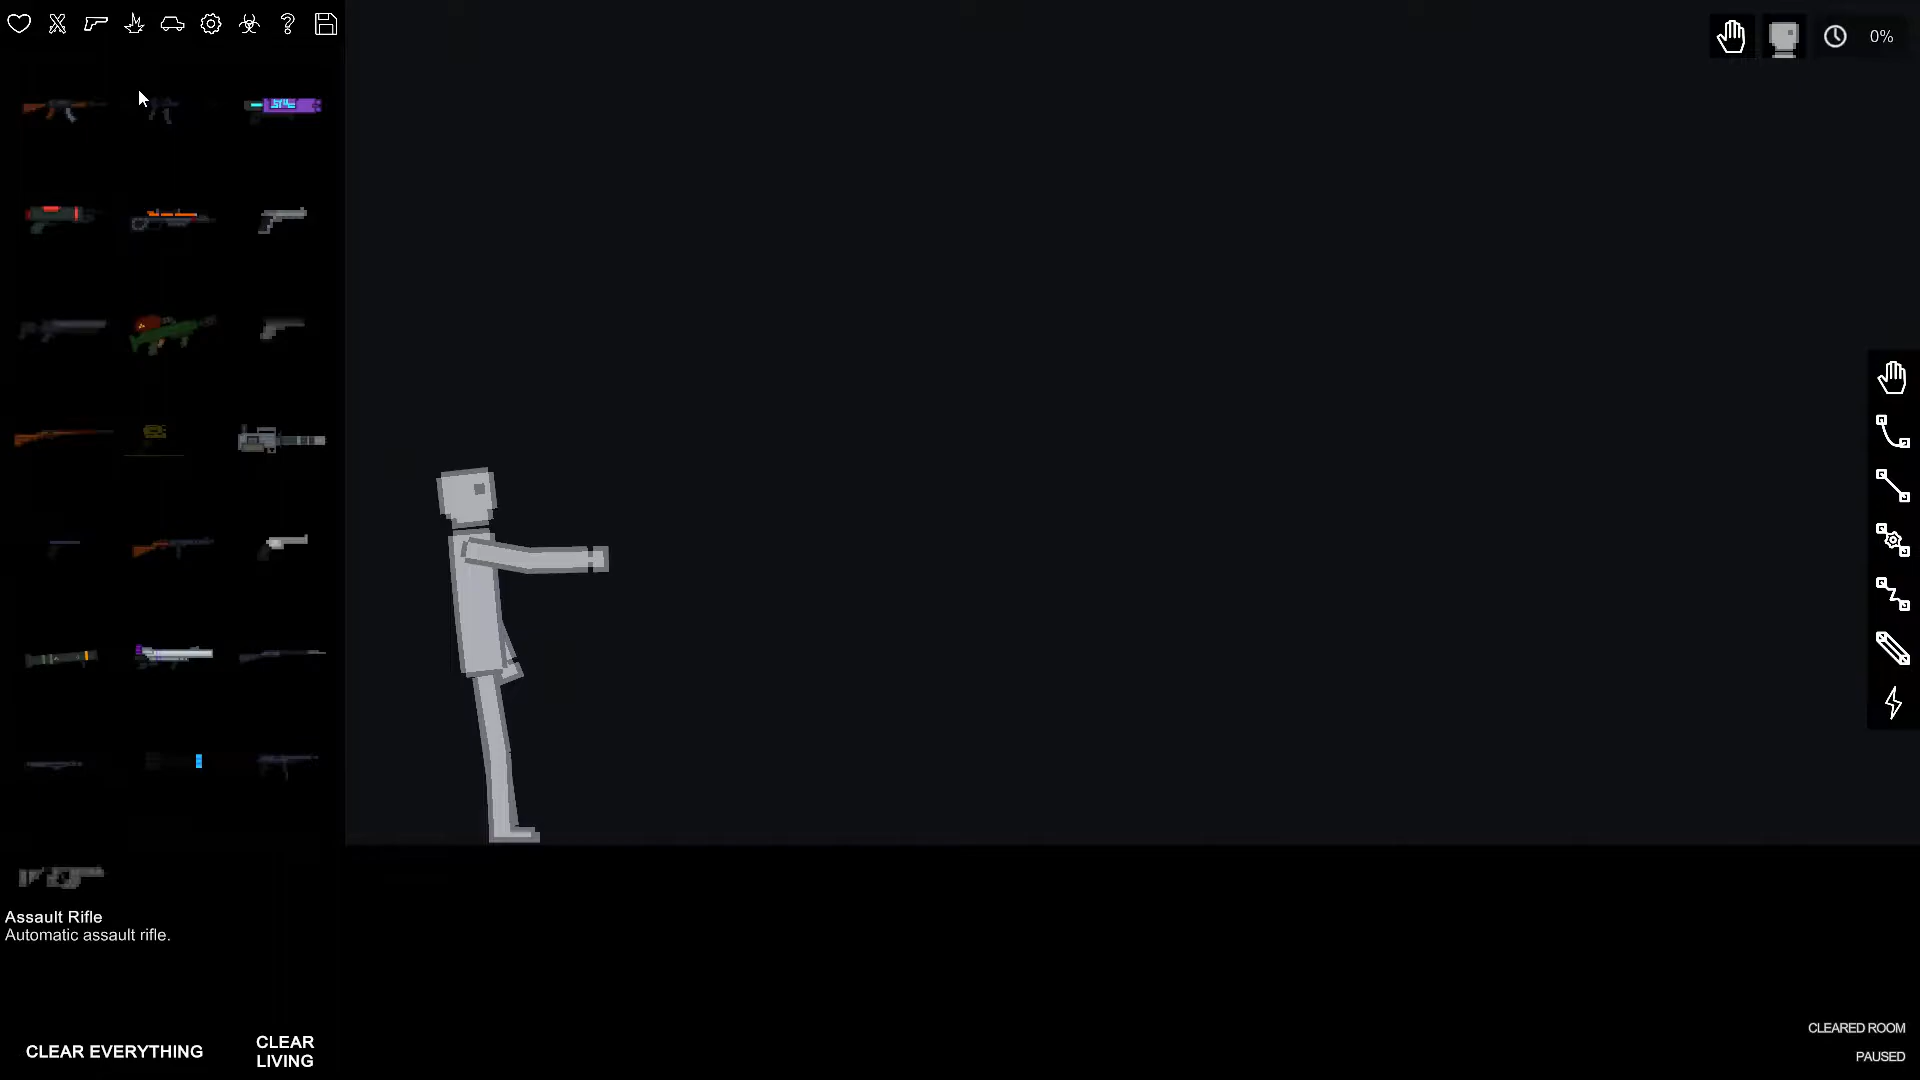 0%
Assault Rifle
Automatic assault rifle.
CLEAR EVERYTHING
CLEAR
LIVING
CLEARED ROOM
PAUSED